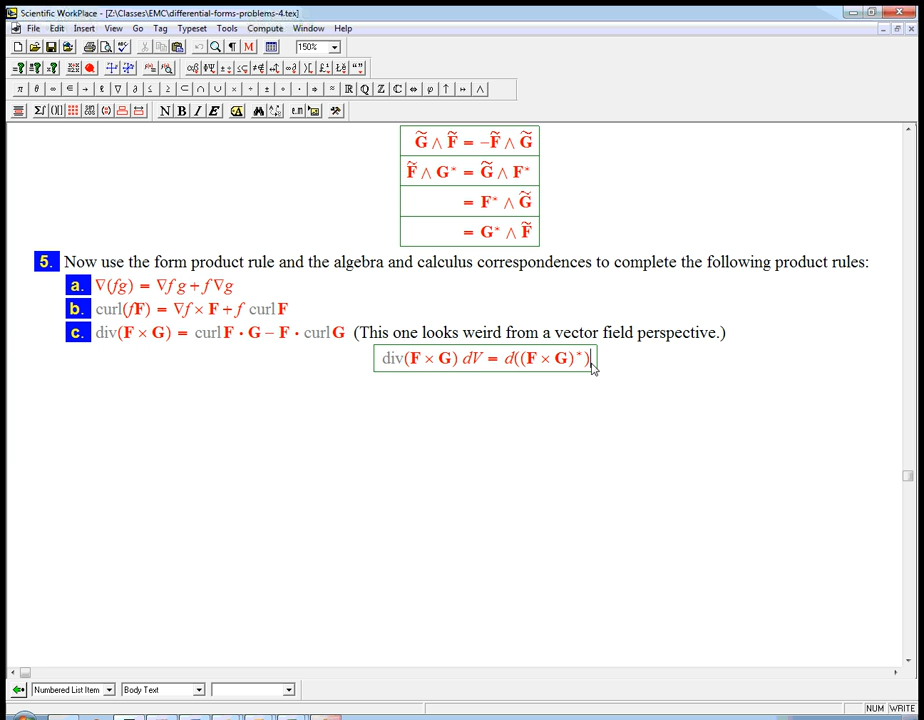 Scientific WorkPlace - [Z:\Classes\EMC\differential-forms-problems-4.tex]
File Edit Insert View Go Tag Typeset Tools Compute Window Help
150%
N B I E
G̃ ∧ F̃ = −F̃ ∧ G̃
F̃ ∧ G* = G̃ ∧ F*
= F* ∧ G̃
= G* ∧ F̃
5. Now use the form product rule and the algebra and calculus correspondences to complete the following product rules:
a. ∇(fg) = ∇f g + f∇g
b. curl(fF) = ∇f × F + f curl F
c. div(F × G) = curl F · G − F · curl G (This one looks weird from a vector field perspective.)
div(F × G) dV = d((F × G)*)
Numbered List Item Body Text
NUM WRITE